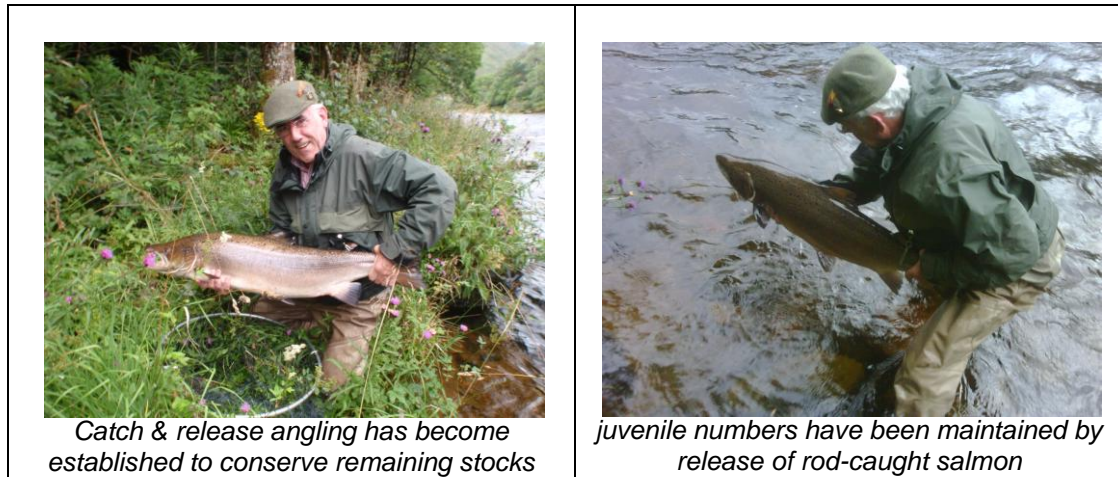 Catch & release angling has become
established to conserve remaining stocks
juvenile numbers have been maintained by
release of rod-caught salmon